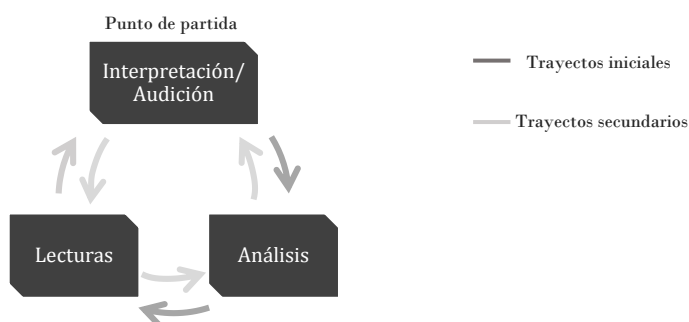 Punto de partida
Interpretación/
Audición
Trayectos iniciales
Trayectos secundarios
Lecturas
Análisis